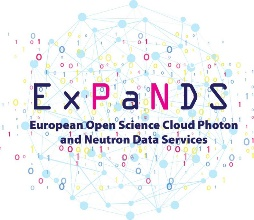 ExPaNDS
European Open Science Cloud Photon
and Neutron Data Services